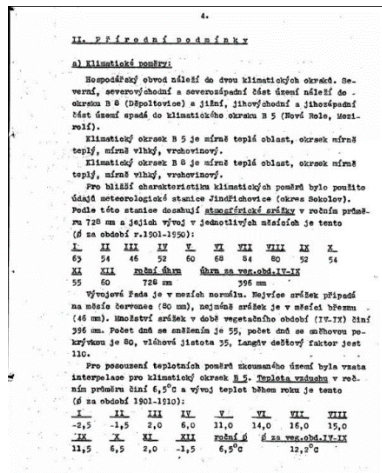 4.
II. Přírodní podmínky
a) Klimatické poměry:
Hospodářský obvod náleží do dvou klimatických okrsků. Se-
verní, severovýchodní a severozápadní část území náleží do
okrsku B 8 (Děpoltovice) a jižní, jihovýchodní a jihozápadní
část území spadá do klimatického okrsku B 5 (Nová Role, Mezi-
rolí).
Klimatický okrsek B 5 je mírně teplá oblast, okrsek mírně
teplý, mírně vlhký, vrchovinový.
Klimatický okrsek B 8 je mírně teplá oblast, okrsek mírně
teplý, mírně vlhký, vrchovinový.
Pro bližší charakteristiku klimatických poměrů bylo použito
údajů meteorologické stanice Jindřichovice (okres Sokolov).
Podle této stanice dosahují atmosférické srážky v ročním průmě-
ru 728 mm a jejich vývoj v jednotlivých měsících je tento
(Ø za období r.1901-1950):
I II III IV V VI VII VIII IX X
65 54 46 52 60 68 84 80 52 54
XI XII roční úhrn úhrn za veg.obd.IV-IX
55 60 728 mm 396 mm
Vývojová řada je v mezích normálu. Nejvíce srážek připadá
na měsíc červenec (80 mm), nejméně srážek je v měsíci březnu
(46 mm). Množství srážek v době vegetačního období (IV-IX) činí
396 mm. Počet dnů se sněžením je 55, počet dnů se sněhovou po-
krývkou je 80, vláhová jistota 35, Langův dešťový faktor jest
110.
Pro posouzení teplotních poměrů zkoumaného území byla vzata
interpolace pro klimatický okrsek B 5. Teplota vzduchu v roč-
ním průměru činí 6,5°C a vývoj teplot během roku je tento
(Ø za období 1901-1910):
I II III IV V VI VII VIII
-2,5 -1,5 2,0 6,0 11,0 14,0 16,0 15,0
IX X XI XII roční Ø Ø za veg.obd.IV-IX
11,5 6,5 2,0 -1,5 6,5°C 12,2°C